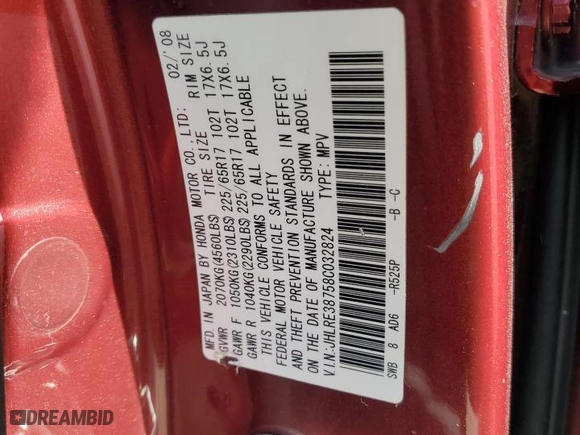 MFD. IN JAPAN BY HONDA MOTOR CO., LTD: 02/'08
TIRE SIZE RIM SIZE
GVWR 2070KG(4560LBS)
GAWR F 1050KG(2310LBS) 225/65R17 102T 17X6.5J
GAWR R 1040KG(2290LBS) 225/65R17 102T 17X6.5J
THIS VEHICLE CONFORMS TO ALL APPLICABLE
FEDERAL MOTOR VEHICLE SAFETY
AND THEFT PREVENTION STANDARDS IN EFFECT
ON THE DATE OF MANUFACTURE SHOWN ABOVE.
V.I.N:JHLRE38758C032824 TYPE: MPV
SWB 8 AD6 -R525P -B -C
DREAMBID